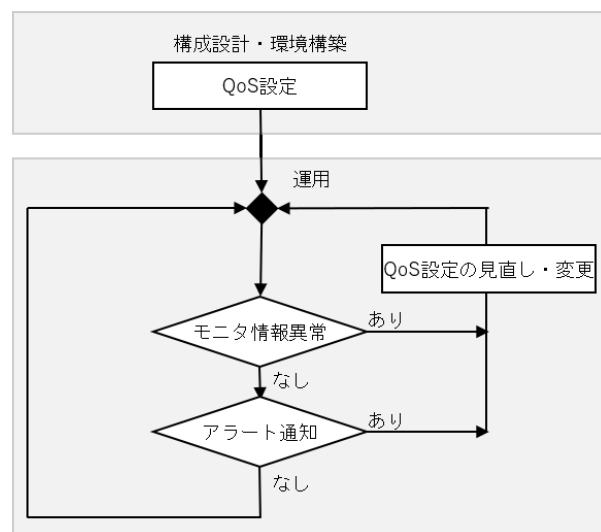 構成設計・環境構築
QoS設定
運用
QoS設定の見直し・変更
モニタ情報異常
あり
なし
アラート通知
あり
なし